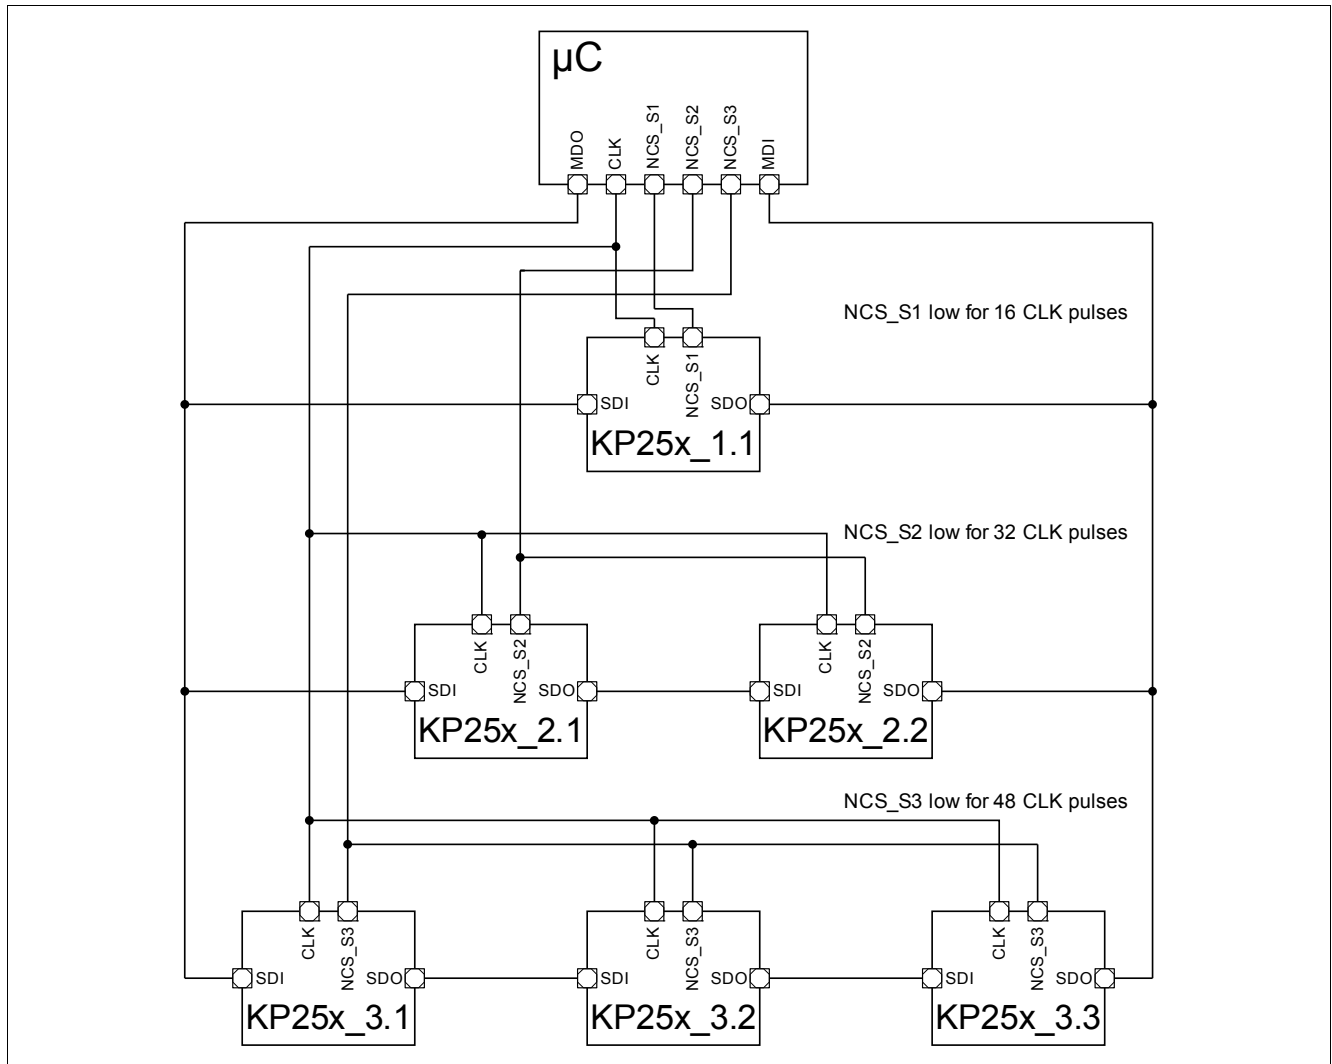 µC
MDO
CLK
NCS_S1
NCS_S2
NCS_S3
MDI
NCS_S1 low for 16 CLK pulses
CLK
NCS_S1
SDI
SDO
KP25x_1.1
NCS_S2 low for 32 CLK pulses
CLK
NCS_S2
SDI
SDO
KP25x_2.1
CLK
NCS_S2
SDI
SDO
KP25x_2.2
NCS_S3 low for 48 CLK pulses
CLK
NCS_S3
SDI
SDO
KP25x_3.1
CLK
NCS_S3
SDI
SDO
KP25x_3.2
CLK
NCS_S3
SDI
SDO
KP25x_3.3